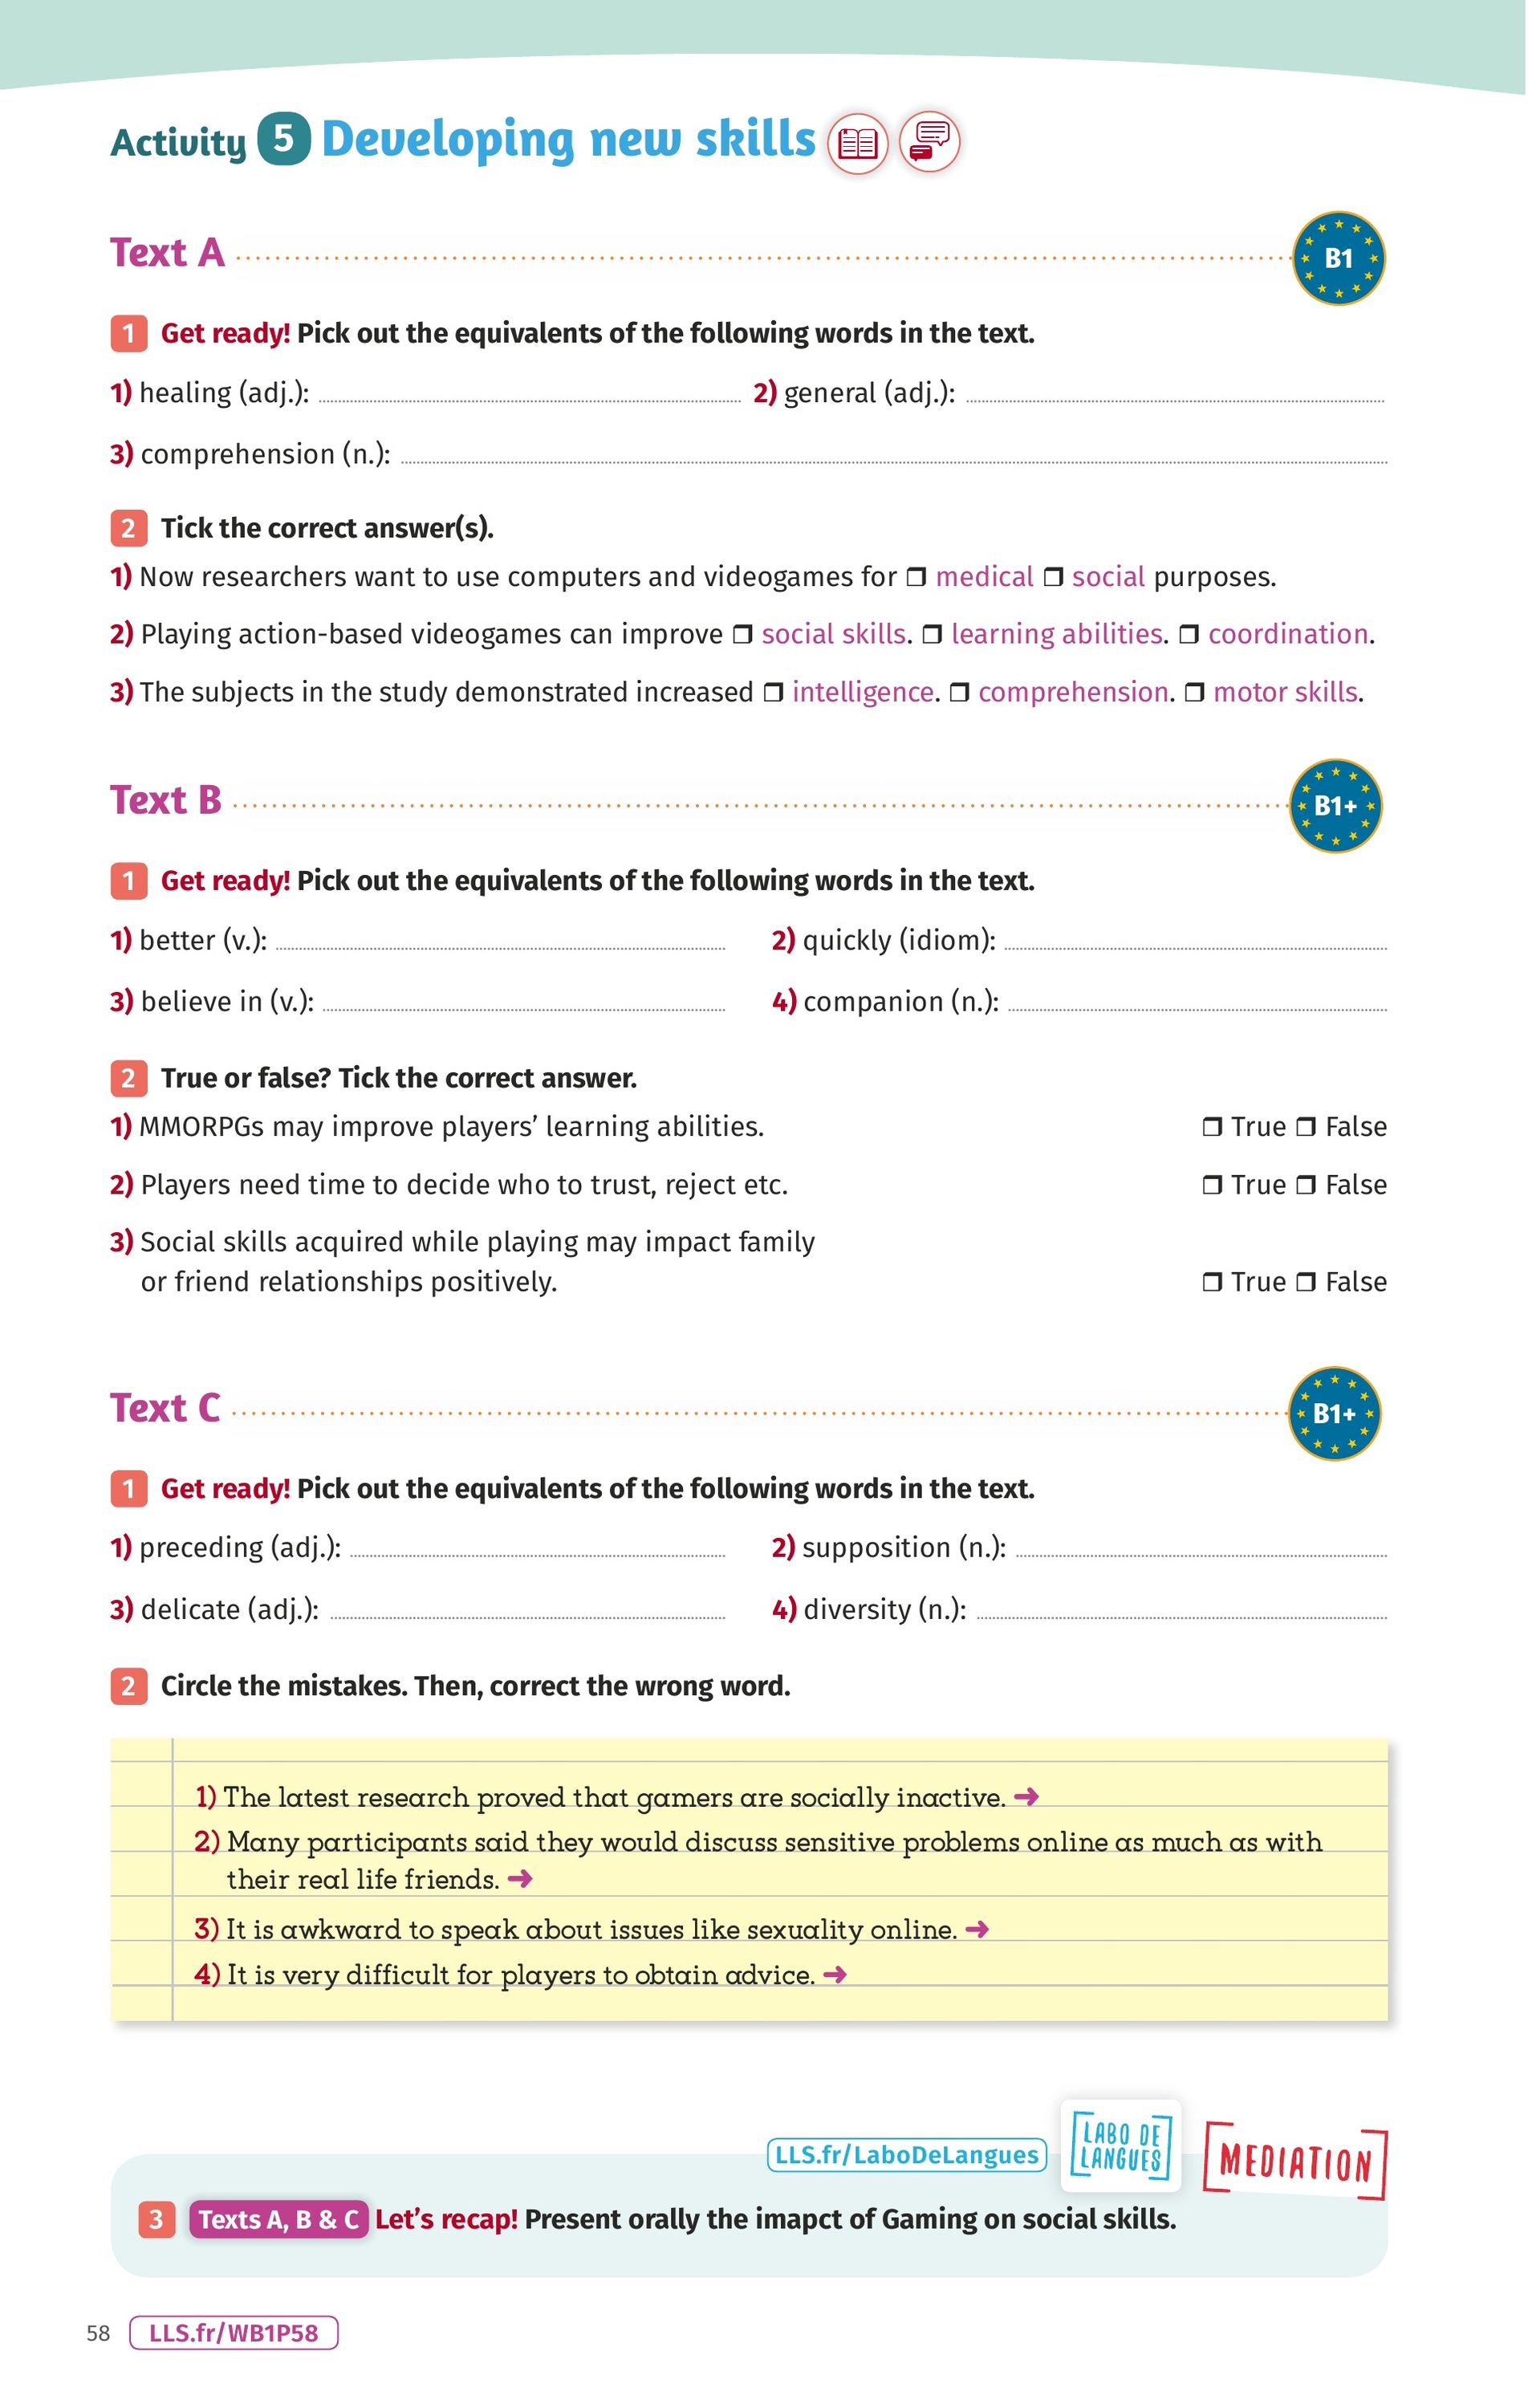 Activity 5 Developing new skills
Text A
B1
1 Get ready! Pick out the equivalents of the following words in the text.
1) healing (adj.): 2) general (adj.):
3) comprehension (n.):
2 Tick the correct answer(s).
1) Now researchers want to use computers and videogames for ❒ medical ❒ social purposes.
2) Playing action-based videogames can improve ❒ social skills. ❒ learning abilities. ❒ coordination.
3) The subjects in the study demonstrated increased ❒ intelligence. ❒ comprehension. ❒ motor skills.
Text B
B1+
1 Get ready! Pick out the equivalents of the following words in the text.
1) better (v.): 2) quickly (idiom):
3) believe in (v.): 4) companion (n.):
2 True or false? Tick the correct answer.
1) MMORPGs may improve players’ learning abilities. ❒ True ❒ False
2) Players need time to decide who to trust, reject etc. ❒ True ❒ False
3) Social skills acquired while playing may impact family
or friend relationships positively. ❒ True ❒ False
Text C
B1+
1 Get ready! Pick out the equivalents of the following words in the text.
1) preceding (adj.): 2) supposition (n.):
3) delicate (adj.): 4) diversity (n.):
2 Circle the mistakes. Then, correct the wrong word.
1) The latest research proved that gamers are socially inactive. ➜
2) Many participants said they would discuss sensitive problems online as much as with
their real life friends. ➜
3) It is awkward to speak about issues like sexuality online. ➜
4) It is very difficult for players to obtain advice. ➜
LLS.fr/LaboDeLangues
LABO DE
LANGUES
MEDIATION
3 Texts A, B & C Let’s recap! Present orally the imapct of Gaming on social skills.
58 LLS.fr/WB1P58